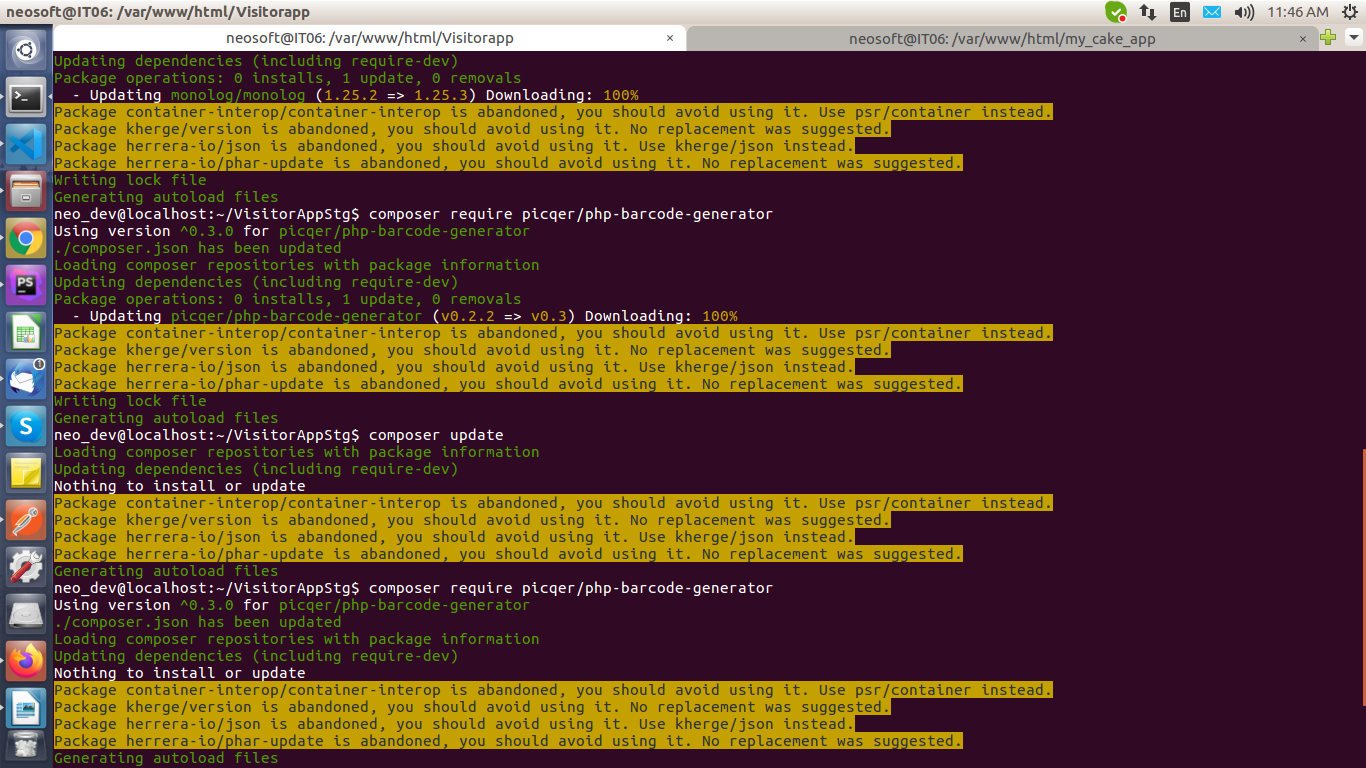 neosoft@IT06: /var/www/html/Visitorapp
En
11:46 AM
neosoft@IT06: /var/www/html/Visitorapp ×
neosoft@IT06: /var/www/html/my_cake_app ×
Updating dependencies (including require-dev)
Package operations: 0 installs, 1 update, 0 removals
- Updating monolog/monolog (1.25.2 => 1.25.3) Downloading: 100%
Package container-interop/container-interop is abandoned, you should avoid using it. Use psr/container instead.
Package kherge/version is abandoned, you should avoid using it. No replacement was suggested.
Package herrera-io/json is abandoned, you should avoid using it. Use kherge/json instead.
Package herrera-io/phar-update is abandoned, you should avoid using it. No replacement was suggested.
Writing lock file
Generating autoload files
neo_dev@localhost:~/VisitorAppStg$ composer require picqer/php-barcode-generator
Using version ^0.3.0 for picqer/php-barcode-generator
./composer.json has been updated
Loading composer repositories with package information
Updating dependencies (including require-dev)
Package operations: 0 installs, 1 update, 0 removals
- Updating picqer/php-barcode-generator (v0.2.2 => v0.3) Downloading: 100%
Package container-interop/container-interop is abandoned, you should avoid using it. Use psr/container instead.
Package kherge/version is abandoned, you should avoid using it. No replacement was suggested.
Package herrera-io/json is abandoned, you should avoid using it. Use kherge/json instead.
Package herrera-io/phar-update is abandoned, you should avoid using it. No replacement was suggested.
Writing lock file
Generating autoload files
neo_dev@localhost:~/VisitorAppStg$ composer update
Loading composer repositories with package information
Updating dependencies (including require-dev)
Nothing to install or update
Package container-interop/container-interop is abandoned, you should avoid using it. Use psr/container instead.
Package kherge/version is abandoned, you should avoid using it. No replacement was suggested.
Package herrera-io/json is abandoned, you should avoid using it. Use kherge/json instead.
Package herrera-io/phar-update is abandoned, you should avoid using it. No replacement was suggested.
Generating autoload files
neo_dev@localhost:~/VisitorAppStg$ composer require picqer/php-barcode-generator
Using version ^0.3.0 for picqer/php-barcode-generator
./composer.json has been updated
Loading composer repositories with package information
Updating dependencies (including require-dev)
Nothing to install or update
Package container-interop/container-interop is abandoned, you should avoid using it. Use psr/container instead.
Package kherge/version is abandoned, you should avoid using it. No replacement was suggested.
Package herrera-io/json is abandoned, you should avoid using it. Use kherge/json instead.
Package herrera-io/phar-update is abandoned, you should avoid using it. No replacement was suggested.
Generating autoload files
PS
1
S